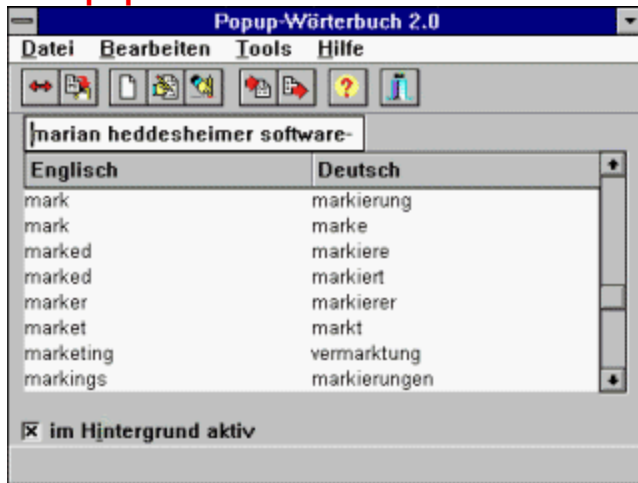 Popup-Wörterbuch 2.0
Datei Bearbeiten Tools Hilfe
marian heddesheimer software-
Englisch Deutsch
mark markierung
mark marke
marked markiere
marked markiert
marker markierer
market markt
marketing vermarktung
markings markierungen
im Hintergrund aktiv